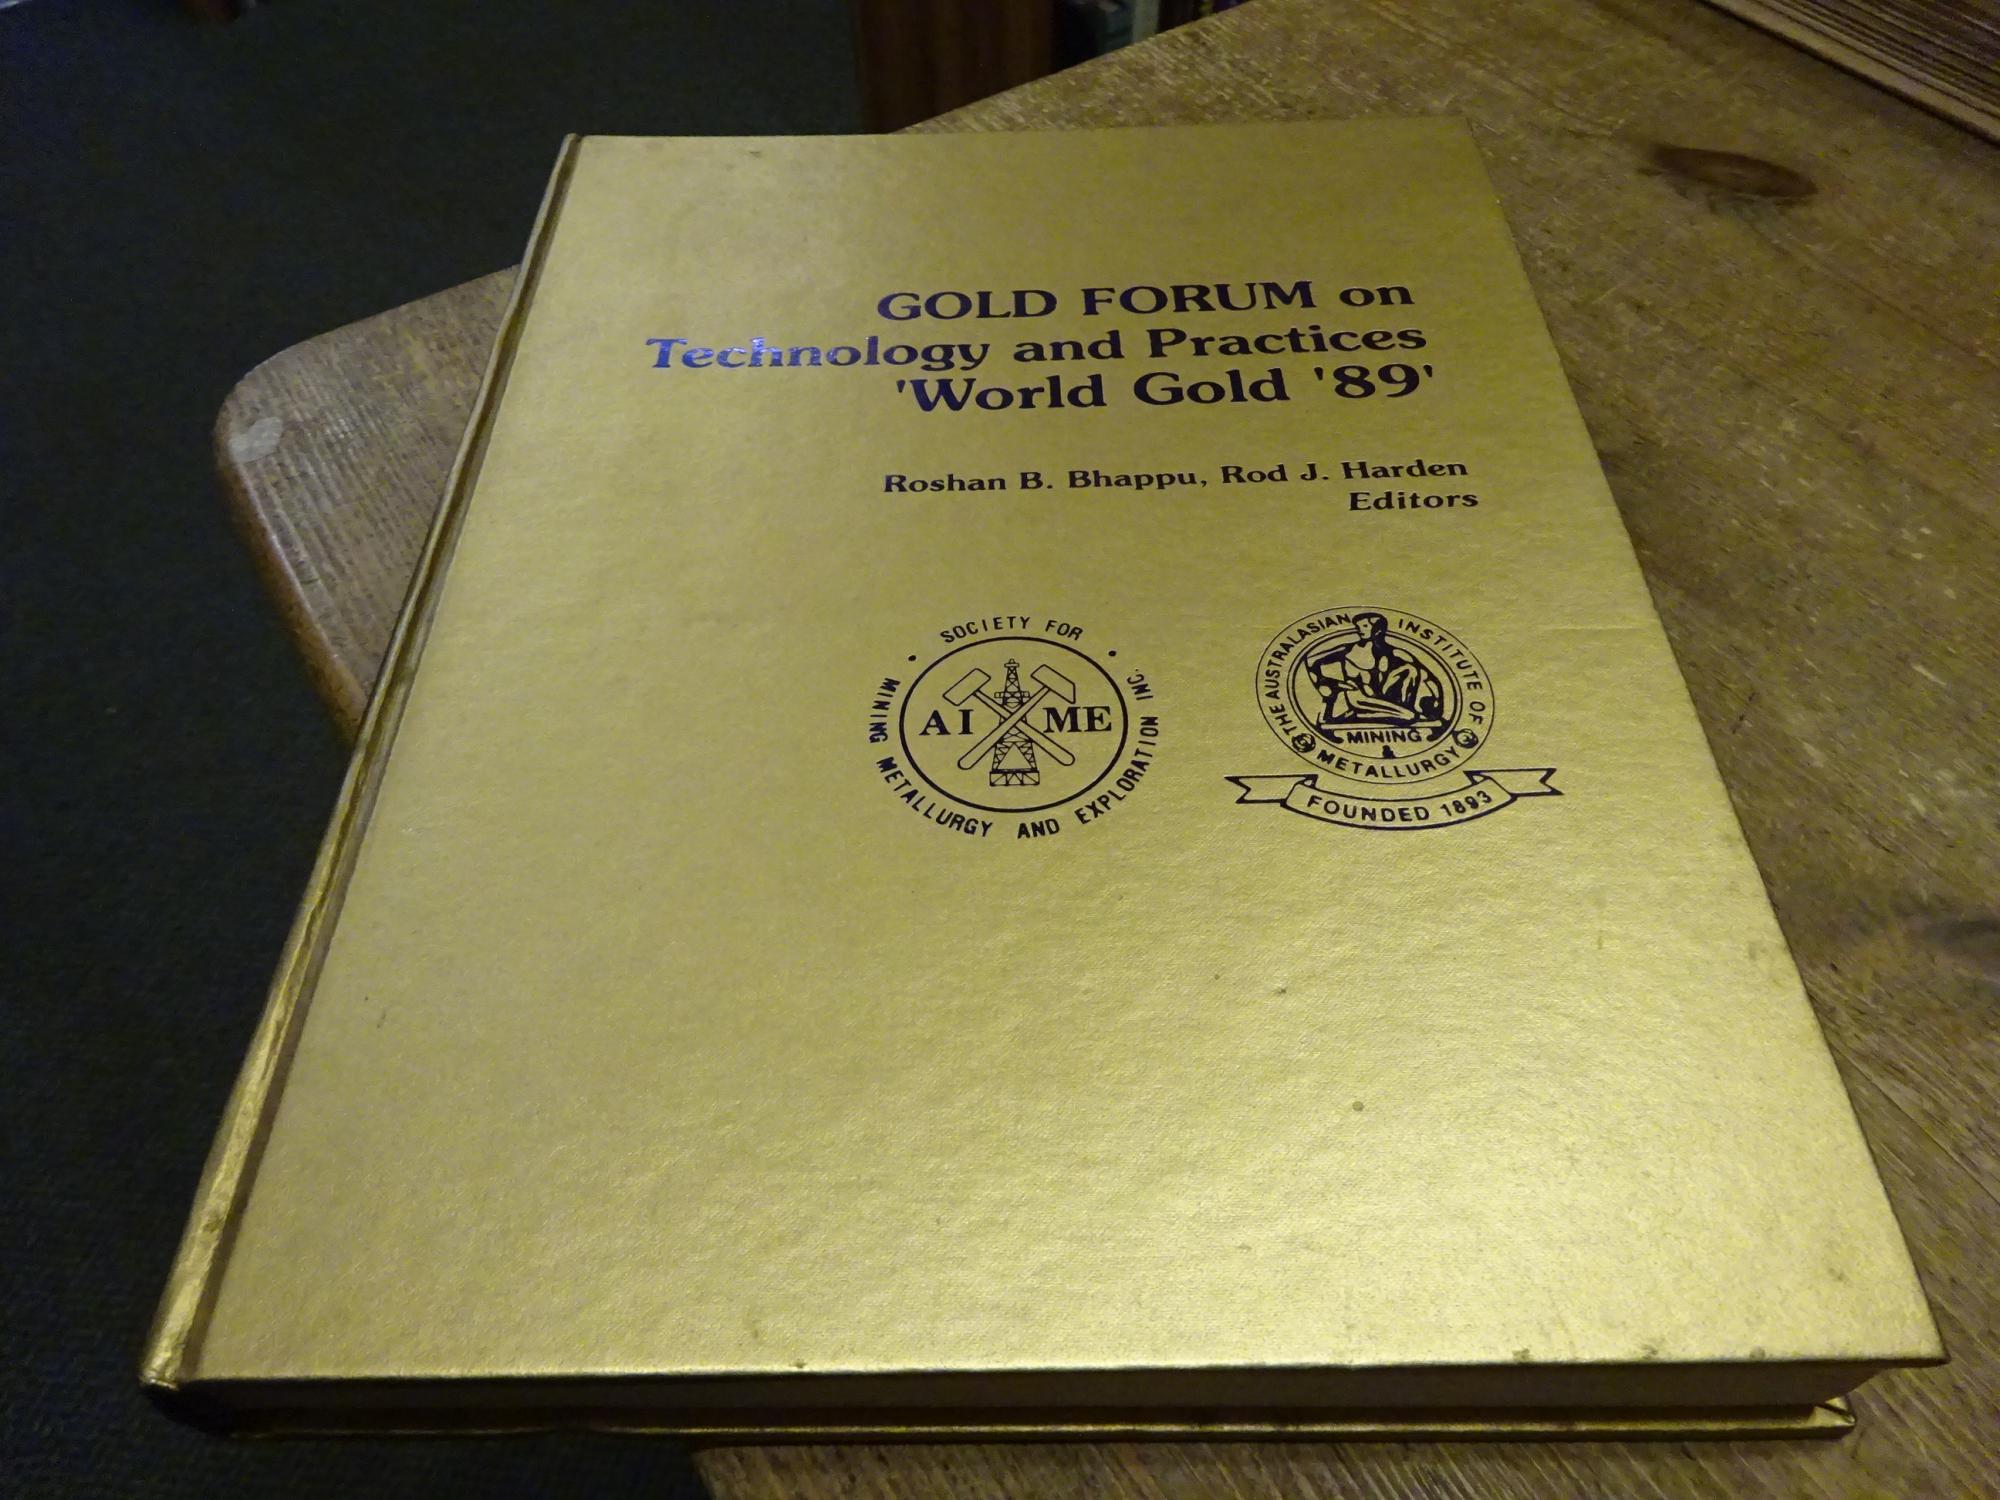 GOLD FORUM on
Technology and Practices
'World Gold '89'
Roshan B. Bhappu, Rod J. Harden
Editors
SOCIETY FOR
MINING METALLURGY AND EXPLORATION INC.
AI ME
THE AUSTRALASIAN INSTITUTE OF
MINING
&
METALLURGY
FOUNDED 1893